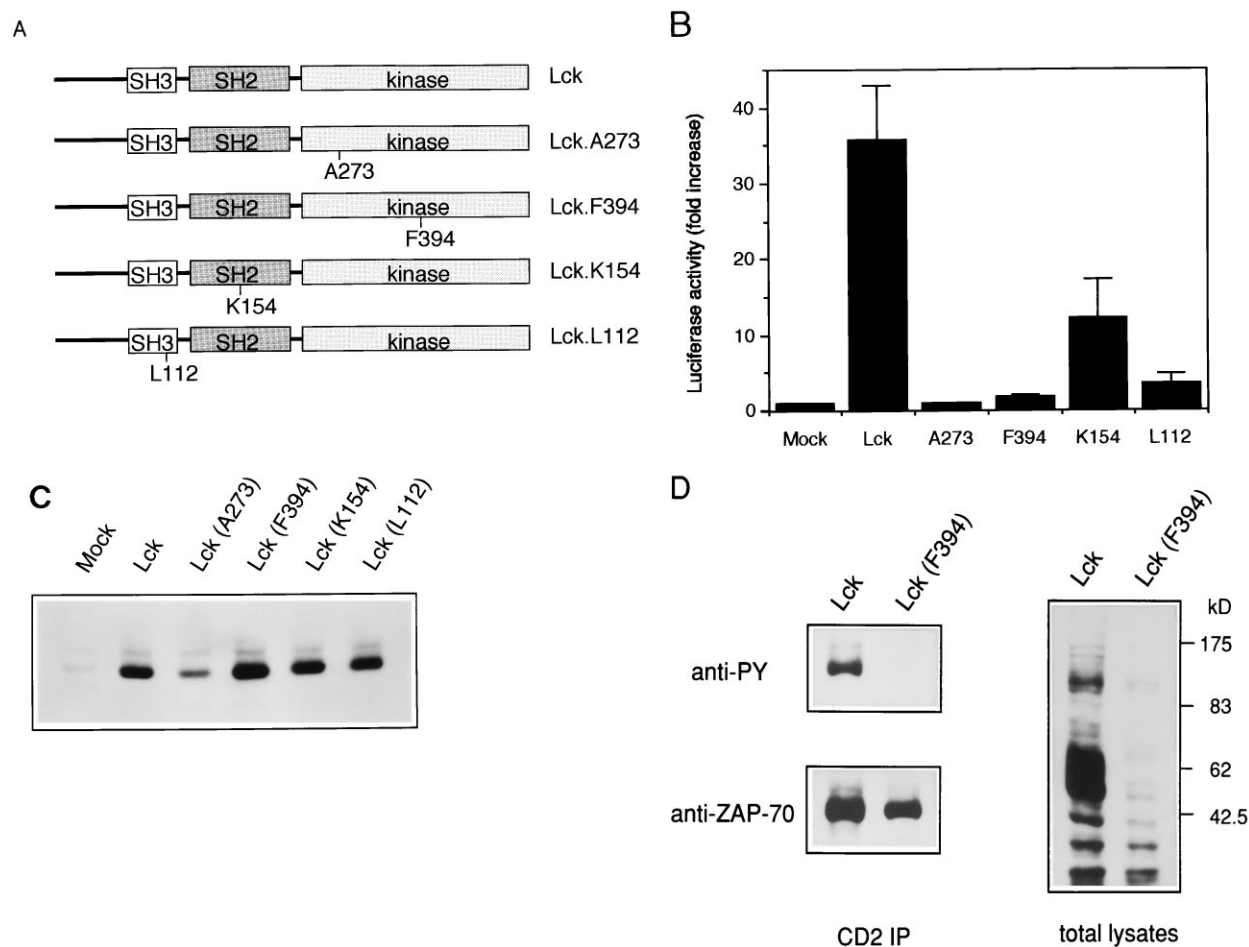 A
SH3 SH2 kinase Lck
SH3 SH2 kinase Lck.A273
A273
SH3 SH2 kinase Lck.F394
F394
SH3 SH2 kinase Lck.K154
K154
SH3 SH2 kinase Lck.L112
L112
B
Luciferase activity (fold increase)
40
30
20
10
0
Mock Lck A273 F394 K154 L112
C
Mock Lck Lck (A273) Lck (F394) Lck (K154) Lck (L112)
D
Lck Lck (F394)
anti-PY
anti-ZAP-70
CD2 IP
Lck Lck (F394)
kD
175
83
62
42.5
total lysates